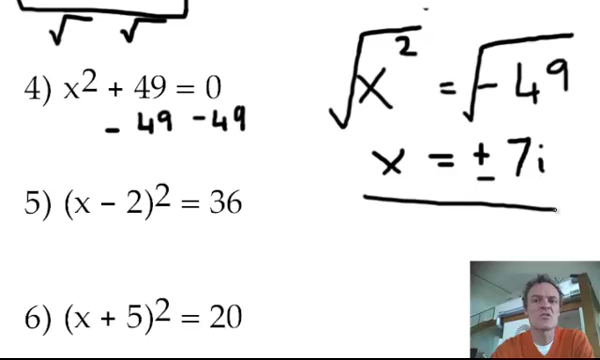 √ √
4) x² + 49 = 0
- 49 - 49
√x² = √-49
x = ± 7i
5) (x − 2)² = 36
6) (x + 5)² = 20